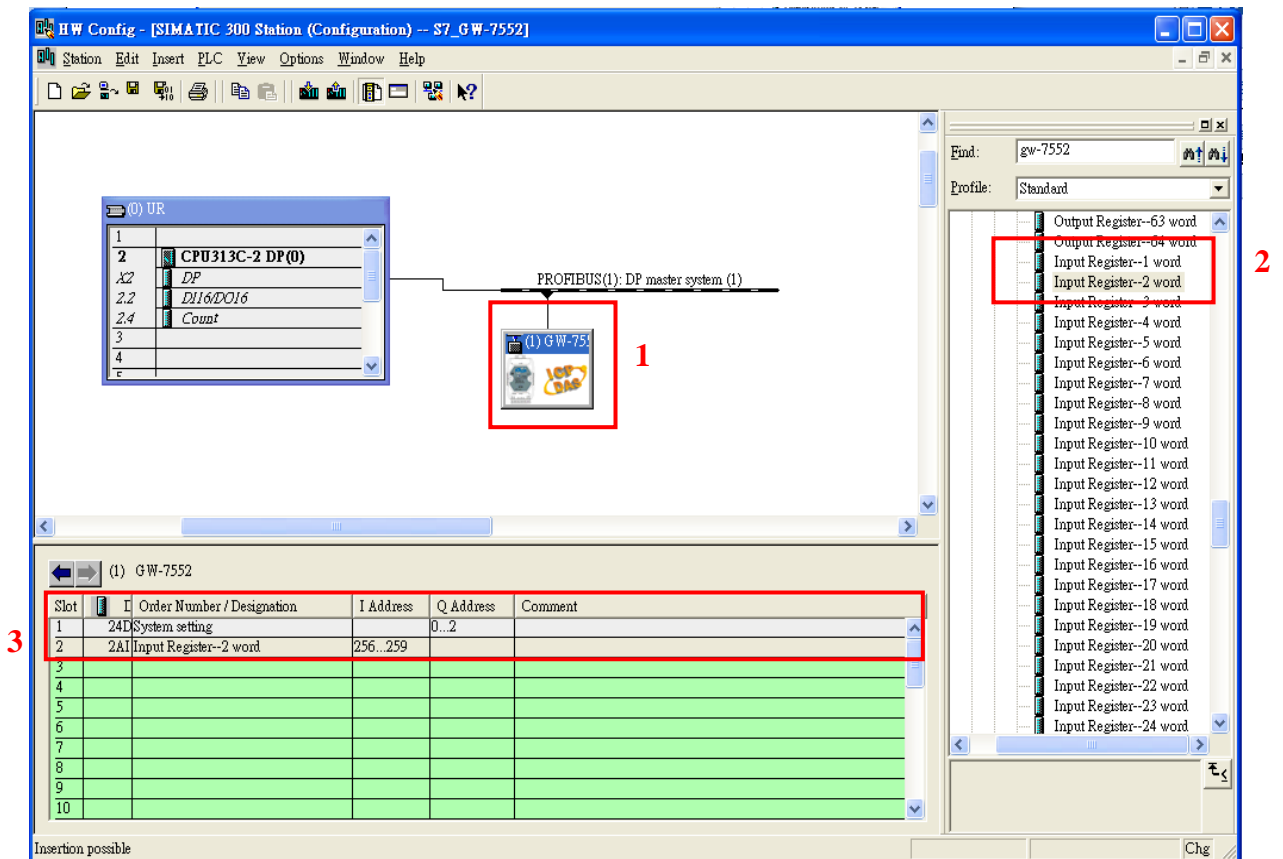 HW Config - [SIMATIC 300 Station (Configuration) -- S7_GW-7552]
Station Edit Insert PLC View Options Window Help
Find: gw-7552
Profile: Standard
(0) UR
1
2 CPU313C-2 DP(0)
X2 DP
2.2 DI16/DO16
2.4 Count
3
4
PROFIBUS(1): DP master system (1)
(1) GW-755
ICP
DAS
1
Output Register--63 word
Output Register--64 word
Input Register--1 word
Input Register--2 word
Input Register--3 word
Input Register--4 word
Input Register--5 word
Input Register--6 word
Input Register--7 word
Input Register--8 word
Input Register--9 word
Input Register--10 word
Input Register--11 word
Input Register--12 word
Input Register--13 word
Input Register--14 word
Input Register--15 word
Input Register--16 word
Input Register--17 word
Input Register--18 word
Input Register--19 word
Input Register--20 word
Input Register--21 word
Input Register--22 word
Input Register--23 word
Input Register--24 word
2
(1) GW-7552
Slot I Order Number / Designation I Address Q Address Comment
1 24D System setting 0...2
2 2AI Input Register--2 word 256...259
3
4
5
6
7
8
9
10
3
Insertion possible
Chg